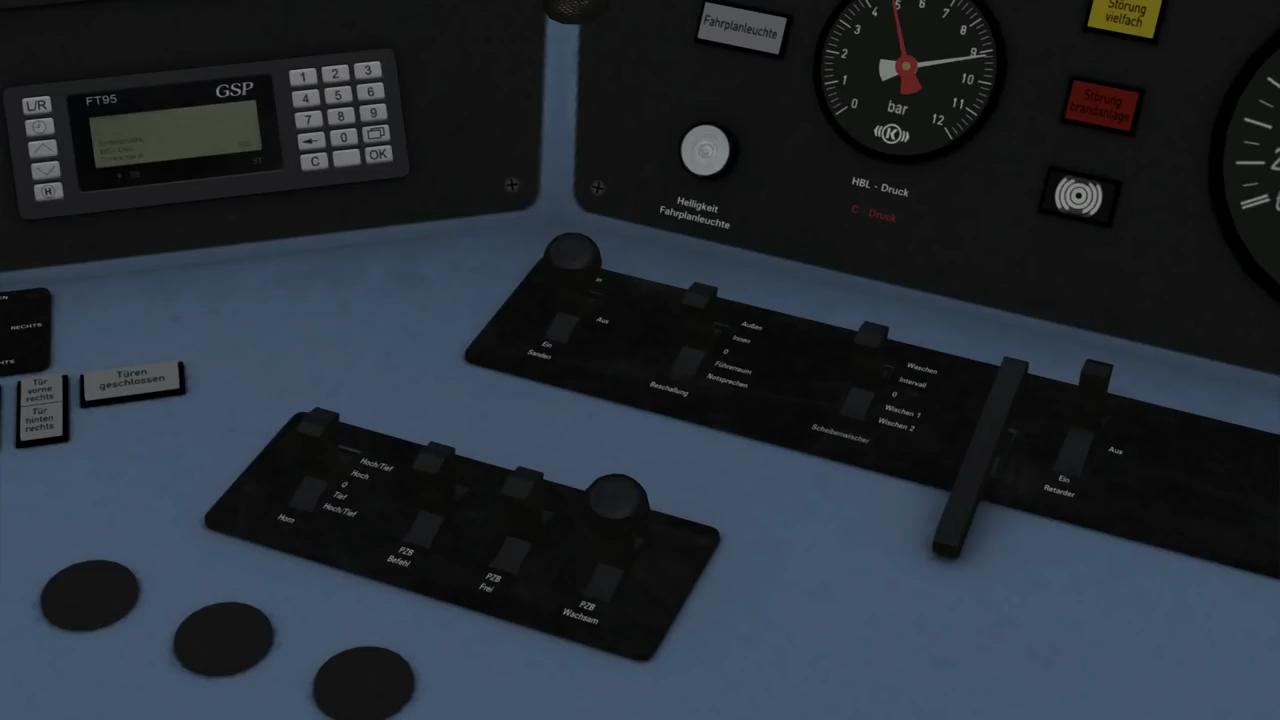 L/R
FT95
GSP
1 2 3
4 5 6
7 8 9
0
C
OK
H
ST
Fahrplanleuchte
0 1 2 3 4 5 6 7 8 9 10 11 12
bar
K
HBL - Druck
C - Druck
Helligkeit
Fahrplanleuchte
Störung
vielfach
Störung
brandanlage
RECHTS
Tür
vorne
rechts
Tür
hinten
rechts
Türen
geschlossen
Aus
Ein
Sanden
Außen
Innen
0
Führerraum
Notsprechen
Beschallung
Waschen
Intervall
0
Wischen 1
Wischen 2
Scheibenwischer
Aus
Ein
Retarder
Hoch/Tief
Hoch
0
Tief
Hoch/Tief
Horn
PZB
Befehl
PZB
Frei
PZB
Wachsam